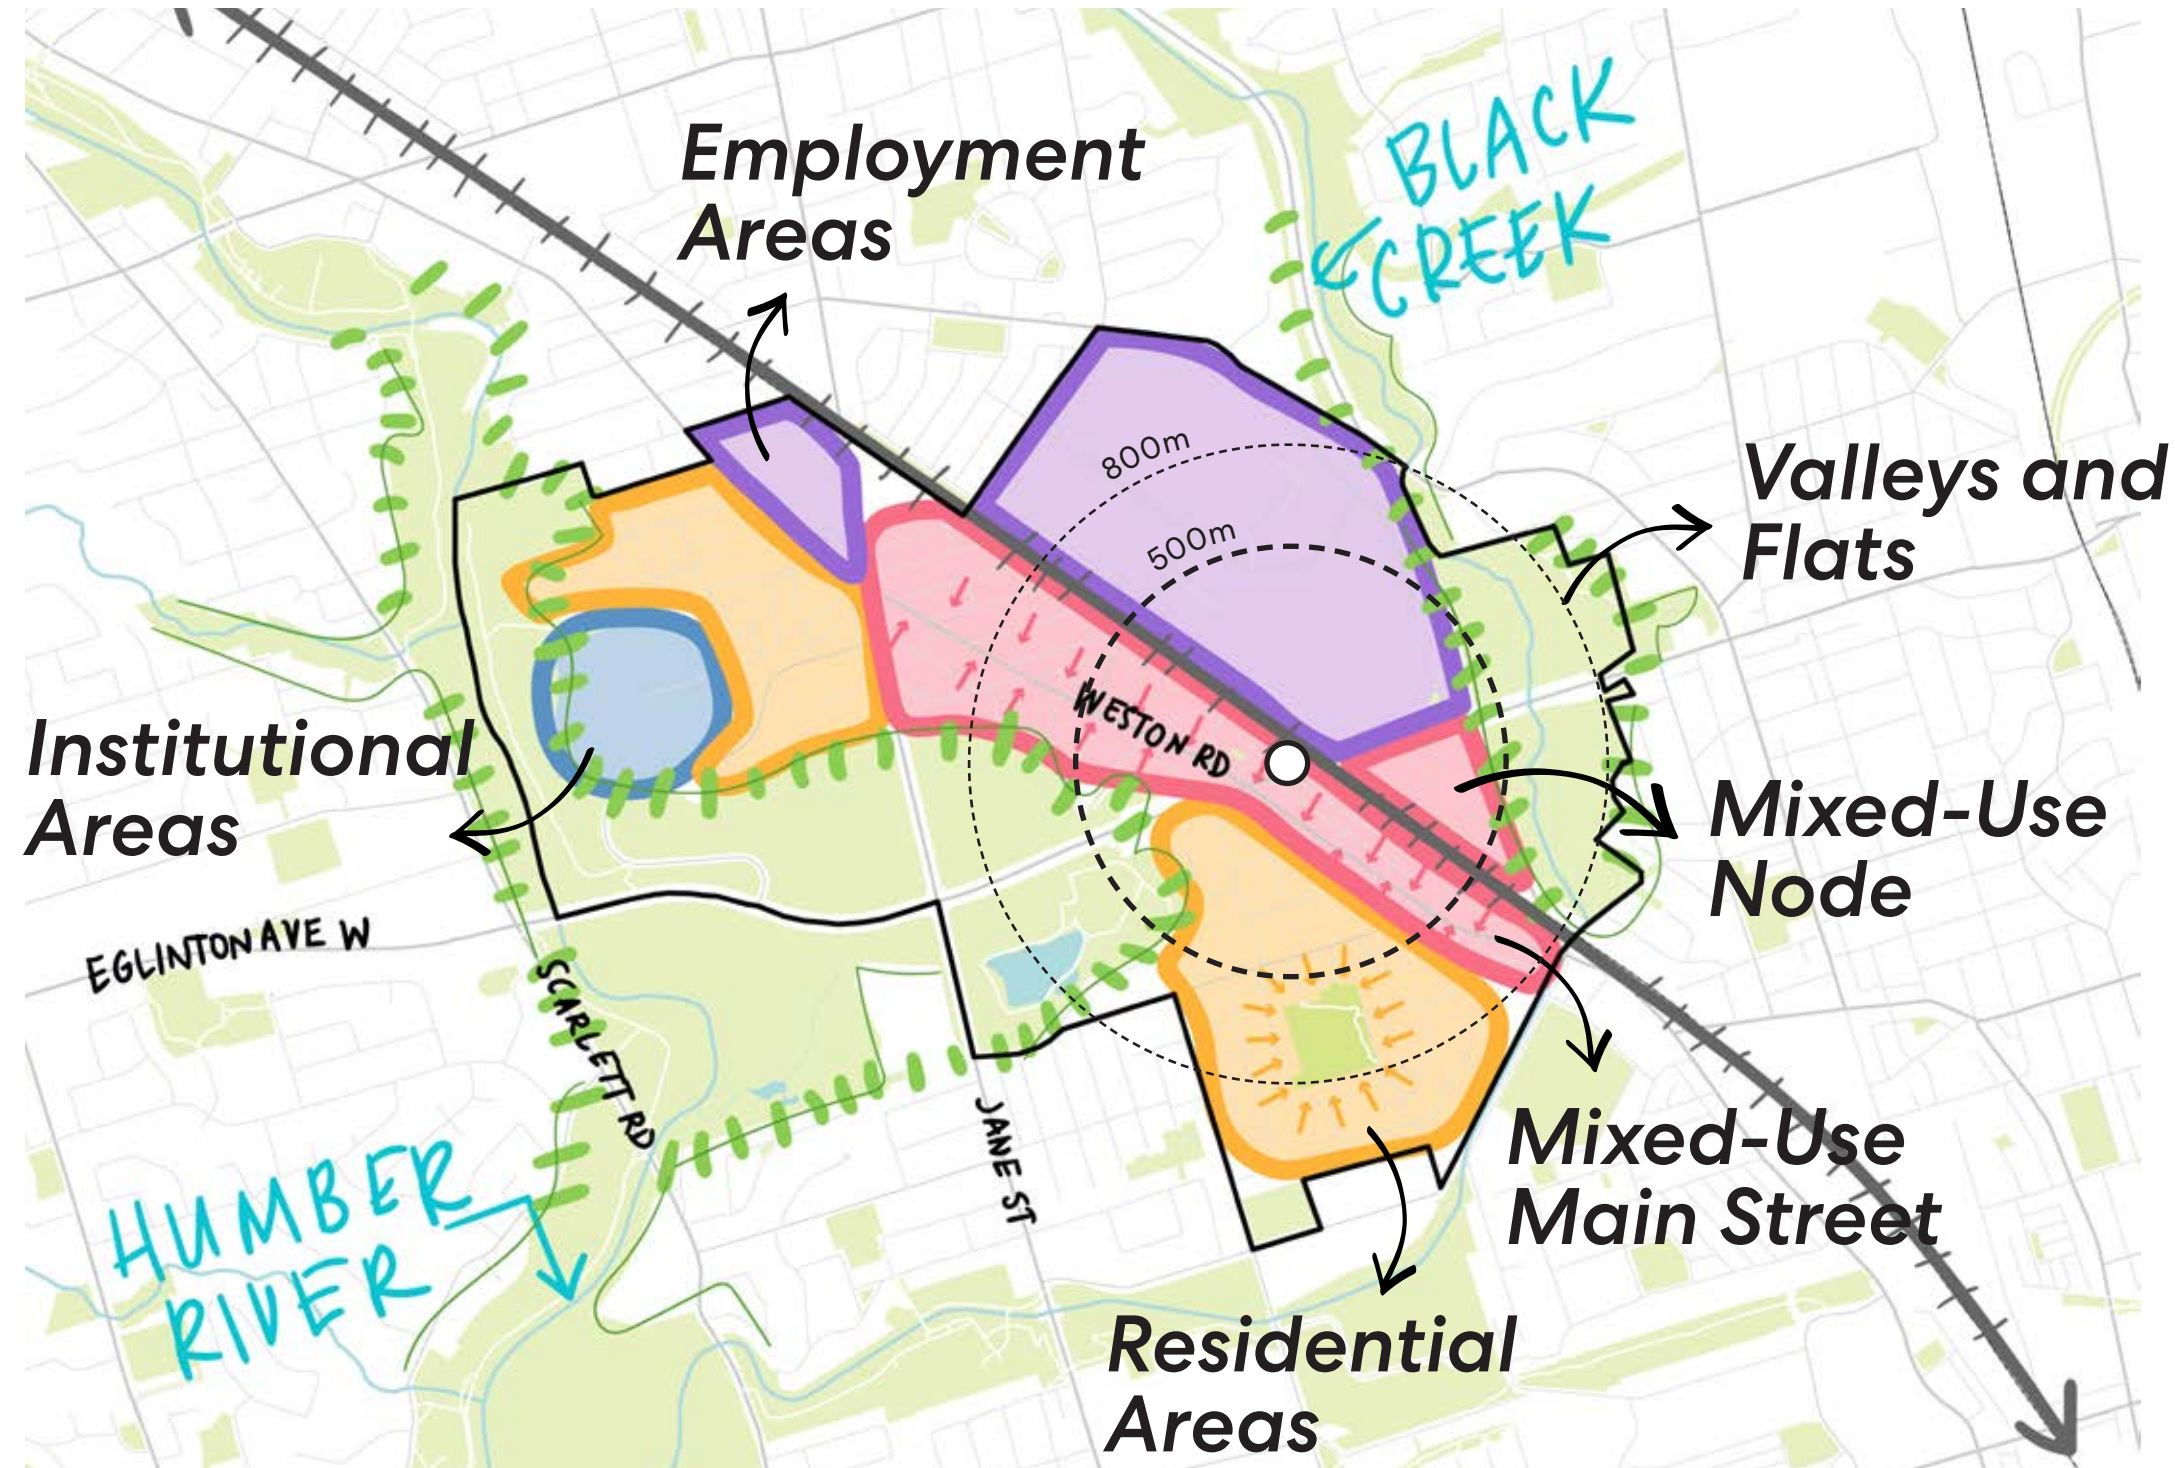 Employment
Areas
BLACK
CREEK
800m
500m
Valleys and
Flats
WESTON RD
Institutional
Areas
Mixed-Use
Node
EGLINTON AVE W
SCARLETT RD
JANE ST
Mixed-Use
Main Street
HUMBER
RIVER
Residential
Areas